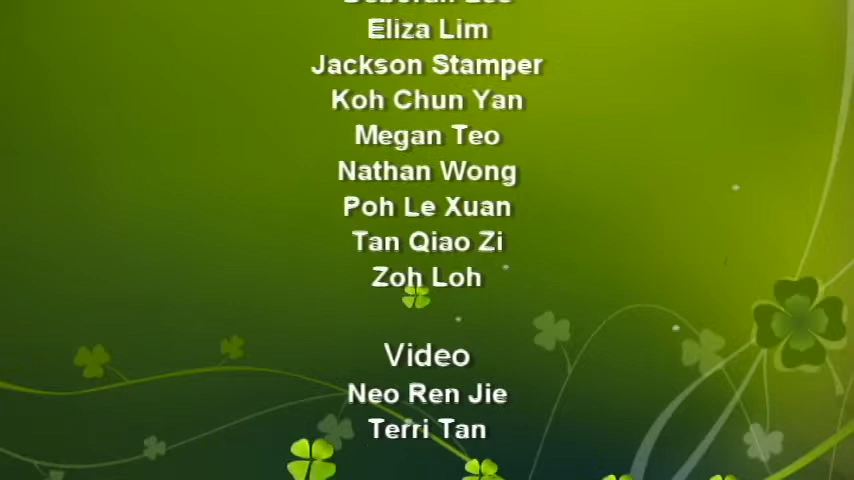 Eliza Lim
Jackson Stamper
Koh Chun Yan
Megan Teo
Nathan Wong
Poh Le Xuan
Tan Qiao Zi
Zoh Loh
Video
Neo Ren Jie
Terri Tan